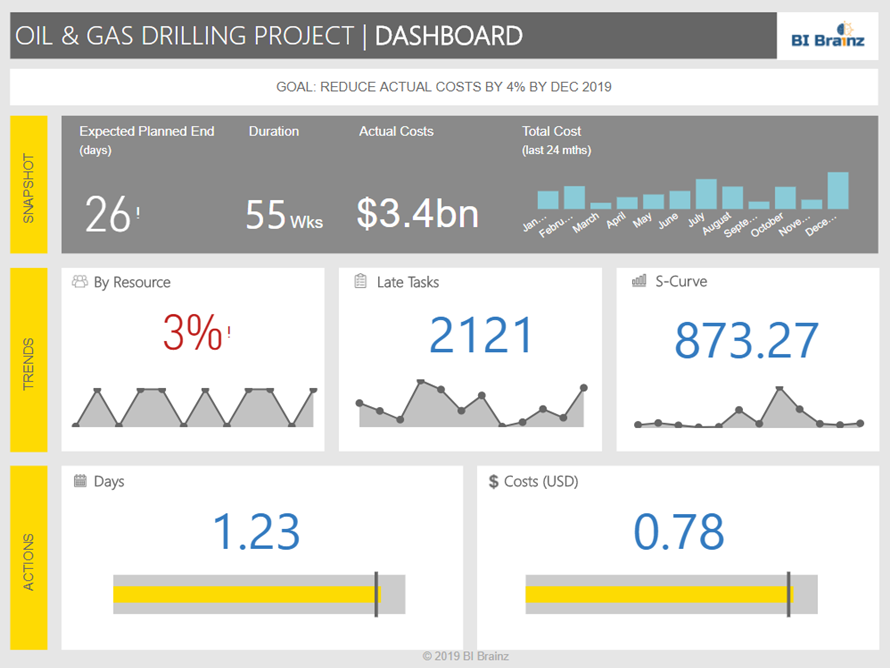 OIL & GAS DRILLING PROJECT | DASHBOARD
BI Brainz
GOAL: REDUCE ACTUAL COSTS BY 4% BY DEC 2019
SNAPSHOT
Expected Planned End
(days)
26!
Duration
55 Wks
Actual Costs
$3.4bn
Total Cost
(last 24 mths)
Jan... Febru... March April May June July August Septe... October Nove... Dece...
TRENDS
By Resource
3%!
Late Tasks
2121
S-Curve
873.27
ACTIONS
Days
1.23
$ Costs (USD)
0.78
© 2019 BI Brainz